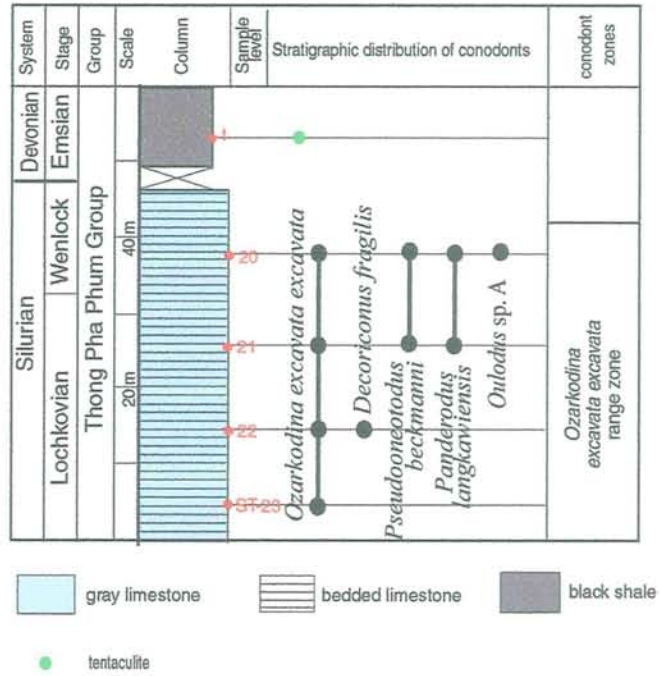 System
Stage
Group
Scale
Column
Sample
level
Stratigraphic distribution of conodonts
conodont
zones
Devonian
Emsian
Silurian
Wenlock
Lochkovian
Thong Pha Phum Group
40 m
20 m
1
20
21
22
ST-23
Ozarkodina excavata excavata
Decoriconus fragilis
Pseudooneotodus
beckmanni
Panderodus
langkawiensis
Oulodus sp. A
Ozarkodina
excavata excavata
range zone
gray limestone
bedded limestone
black shale
tentaculite